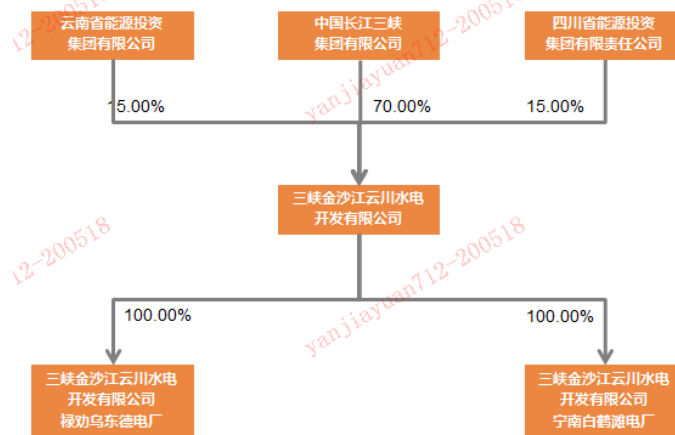 云南省能源投资
集团有限公司
中国长江三峡
集团有限公司
四川省能源投资
集团有限责任公司
15.00%
70.00%
15.00%
三峡金沙江云川水电
开发有限公司
100.00%
100.00%
三峡金沙江云川水电
开发有限公司
禄劝乌东德电厂
三峡金沙江云川水电
开发有限公司
宁南白鹤滩电厂
12-200518
yanjiayuan712-200518
12-200518
yanjiayuan712-200518